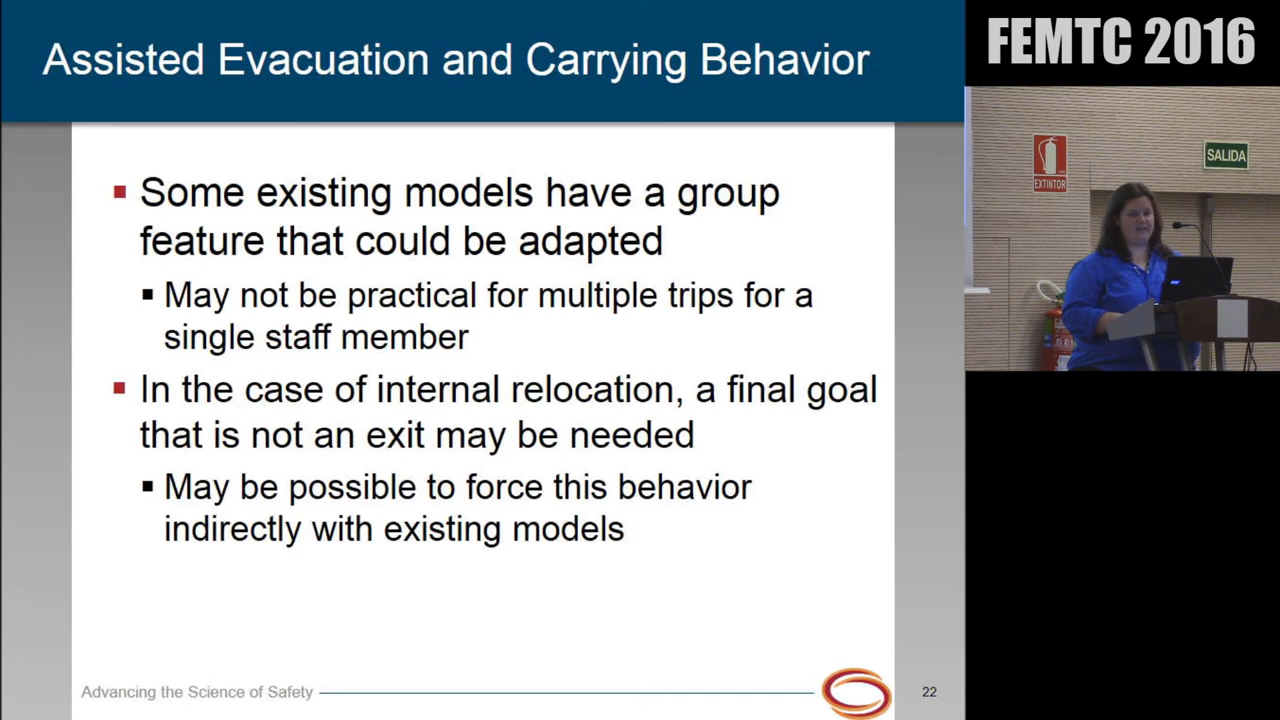 Assisted Evacuation and Carrying Behavior
FEMTC 2016
▪ Some existing models have a group
feature that could be adapted
▪ May not be practical for multiple trips for a
single staff member
▪ In the case of internal relocation, a final goal
that is not an exit may be needed
▪ May be possible to force this behavior
indirectly with existing models
EXTINTOR
SALIDA
Advancing the Science of Safety
22